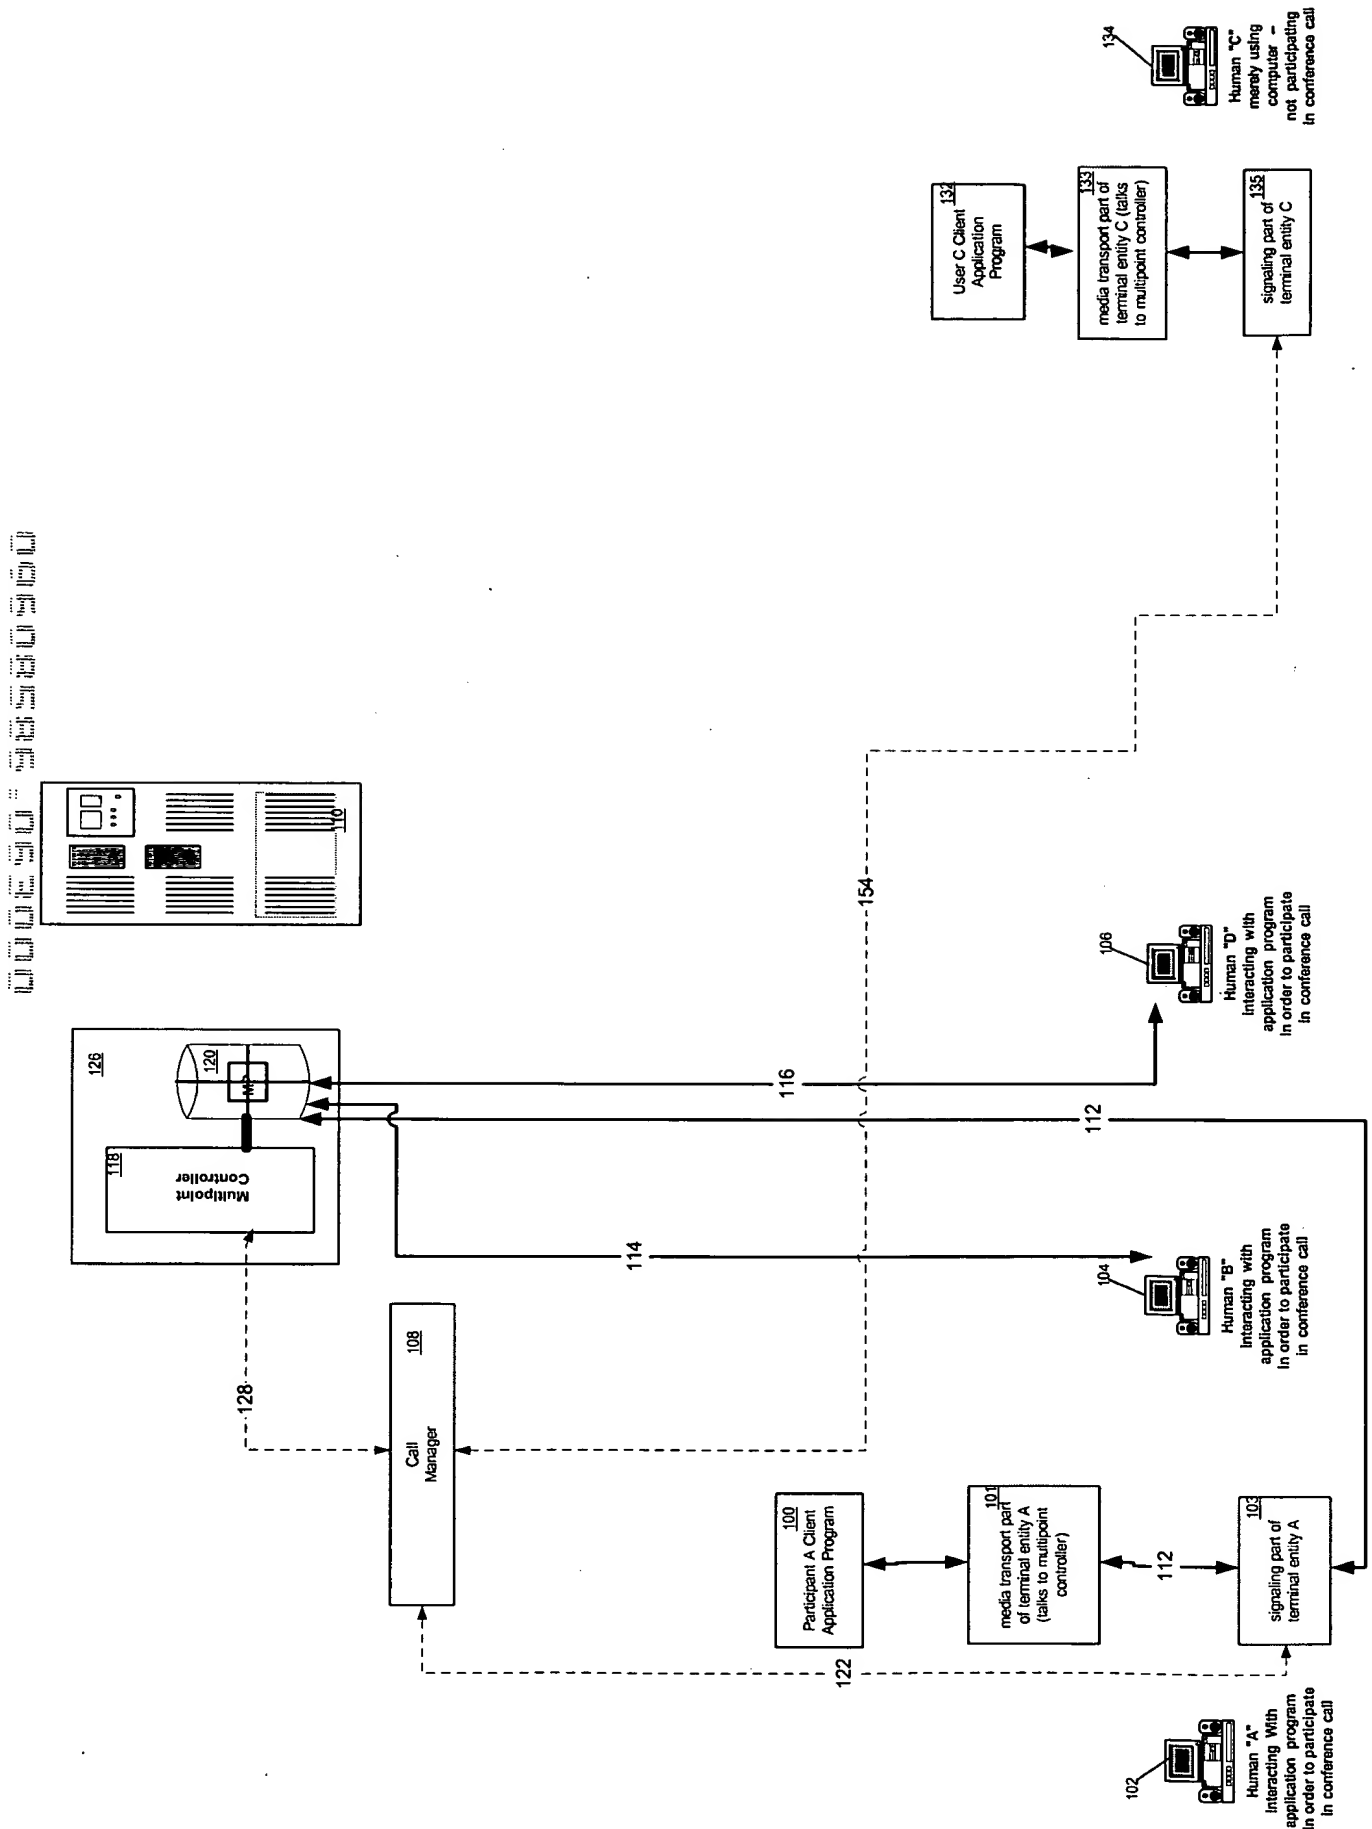 126
120
118
Multipoint
Controller
110
128
108
Call
Manager
114
116
112
154
122
100
Participant A Client
Application Program
101
media transport part
of terminal entity A
(talks to multipoint
controller)
112
103
signaling part of
terminal entity A
132
User C Client
Application
Program
133
media transport part of
terminal entity C (talks
to multipoint controller)
135
signaling part of
terminal entity C
102
Human "A"
Interacting With
application program
In order to participate
In conference call
104
Human "B"
Interacting with
application program
In order to participate
in conference call
106
Human "D"
Interacting with
application program
In order to participate
In conference call
134
Human "C"
merely using
computer –
not participating
In conference call